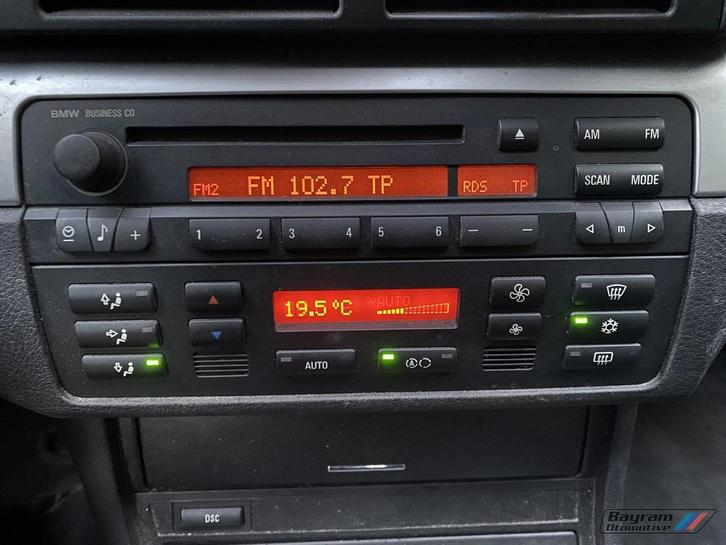 BMW BUSINESS CD
AM FM
FM2 FM 102.7 TP RDS TP
SCAN MODE
1 2 3 4 5 6 m
19.5°C AUTO
AUTO A
DSC
Bayram
Otomotive